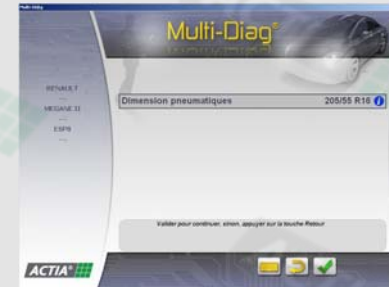 Multi-Diag
Multi-Diag®
RENAULT
---
MEGANE II
---
ESP8
---
Dimension pneumatiques 205/55 R16
Valider pour continuer, sinon, appuyer sur la touche Retour
ACTIA®